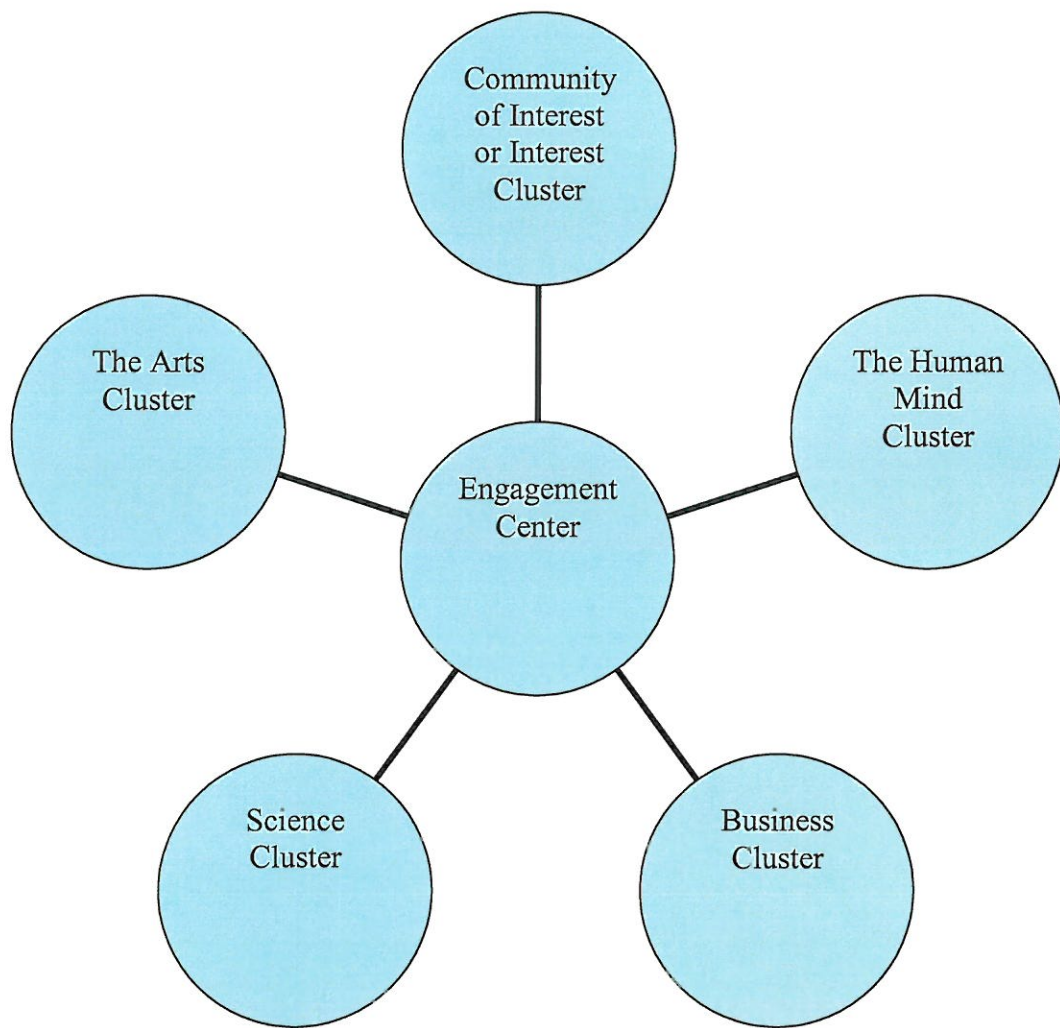 Community
of Interest
or Interest
Cluster
The Arts
Cluster
The Human
Mind
Cluster
Engagement
Center
Science
Cluster
Business
Cluster